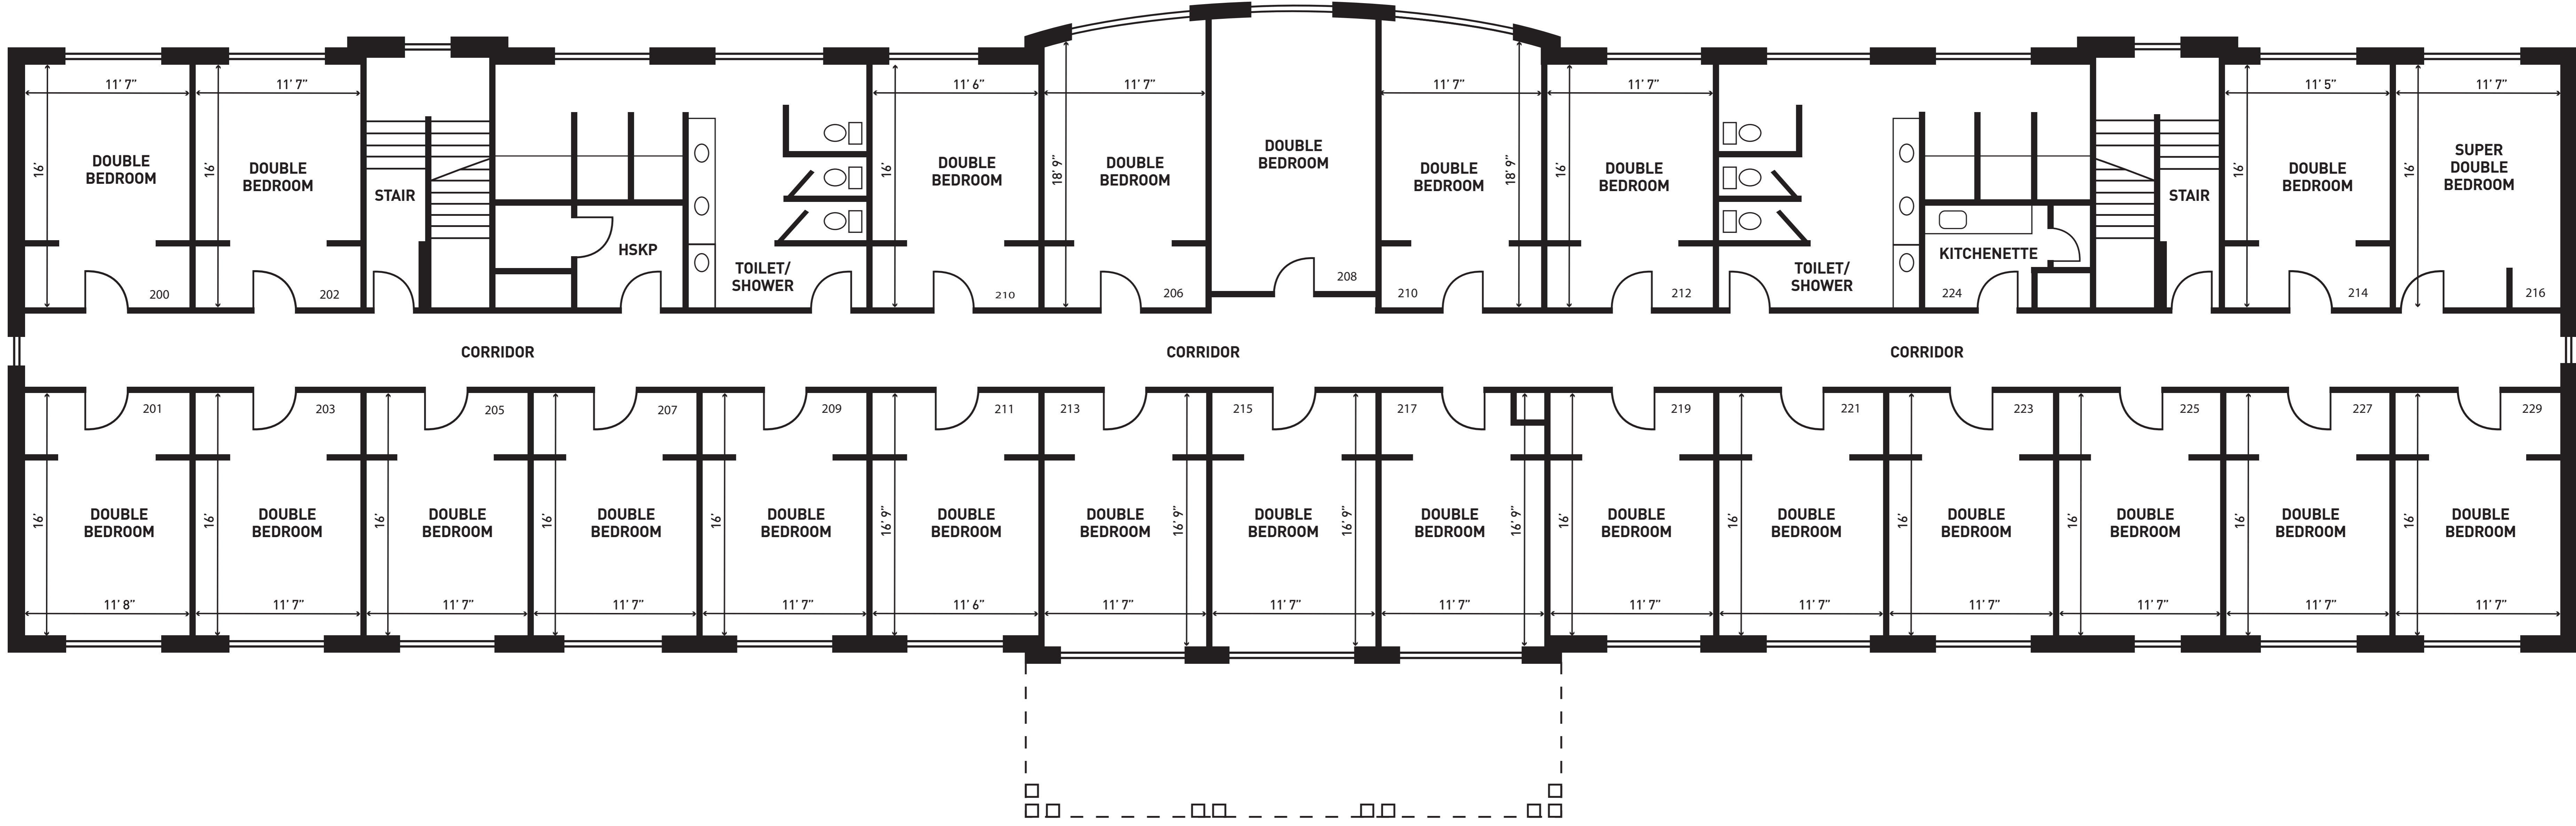 11' 7"
16'
DOUBLE
BEDROOM
200
11' 7"
16'
DOUBLE
BEDROOM
202
STAIR
HSKP
TOILET/
SHOWER
11' 6"
16'
DOUBLE
BEDROOM
210
11' 7"
18' 9"
DOUBLE
BEDROOM
206
DOUBLE
BEDROOM
208
11' 7"
18' 9"
DOUBLE
BEDROOM
210
11' 7"
16'
DOUBLE
BEDROOM
212
TOILET/
SHOWER
KITCHENETTE
224
STAIR
11' 5"
16'
DOUBLE
BEDROOM
214
11' 7"
16'
SUPER
DOUBLE
BEDROOM
216
CORRIDOR
CORRIDOR
CORRIDOR
201
16'
DOUBLE
BEDROOM
11' 8"
203
16'
DOUBLE
BEDROOM
11' 7"
205
16'
DOUBLE
BEDROOM
11' 7"
207
16'
DOUBLE
BEDROOM
11' 7"
209
16'
DOUBLE
BEDROOM
11' 7"
211
16' 9"
DOUBLE
BEDROOM
11' 6"
213
16' 9"
DOUBLE
BEDROOM
11' 7"
215
16' 9"
DOUBLE
BEDROOM
11' 7"
217
16' 9"
DOUBLE
BEDROOM
11' 7"
219
16'
DOUBLE
BEDROOM
11' 7"
221
16'
DOUBLE
BEDROOM
11' 7"
223
16'
DOUBLE
BEDROOM
11' 7"
225
16'
DOUBLE
BEDROOM
11' 7"
227
16'
DOUBLE
BEDROOM
11' 7"
229
16'
DOUBLE
BEDROOM
11' 7"